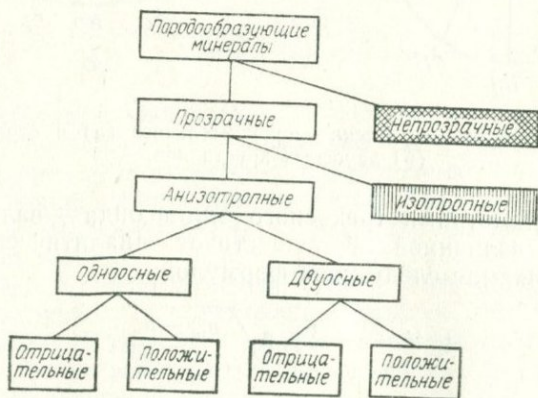 Породообразующие
минералы
Прозрачные
Непрозрачные
Анизотропные
Изотропные
Одноосные
Двуосные
Отрица-
тельные
Положи-
тельные
Отрица-
тельные
Положи-
тельные